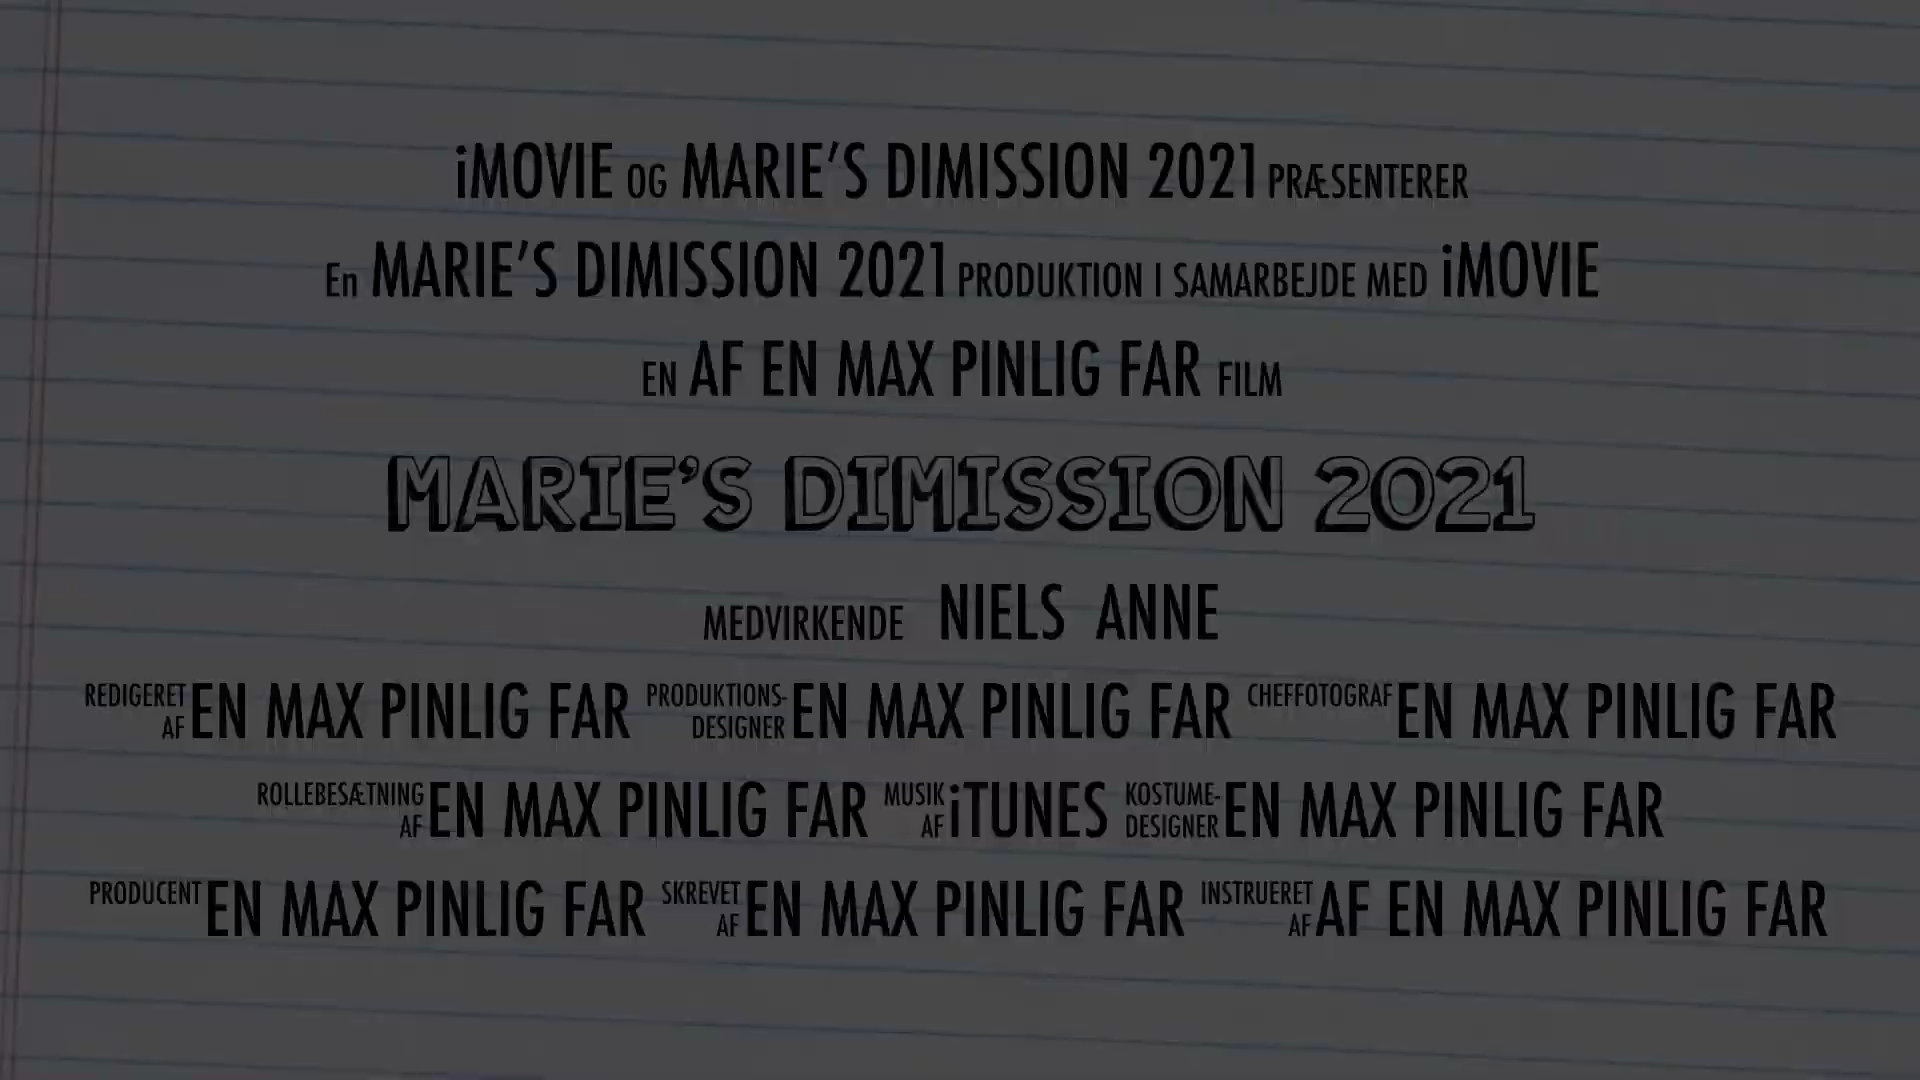 iMOVIE OG MARIE'S DIMISSION 2021 PRÆSENTERER
En MARIE'S DIMISSION 2021 PRODUKTION I SAMARBEJDE MED iMOVIE
EN AF EN MAX PINLIG FAR FILM
MARIE'S DIMISSION 2021
MEDVIRKENDE NIELS ANNE
REDIGERET AF EN MAX PINLIG FAR PRODUKTIONS-DESIGNER EN MAX PINLIG FAR CHEFFOTOGRAF EN MAX PINLIG FAR
ROLLEBESÆTNING AF EN MAX PINLIG FAR MUSIK AF iTUNES KOSTUME-DESIGNER EN MAX PINLIG FAR
PRODUCENT EN MAX PINLIG FAR SKREVET AF EN MAX PINLIG FAR INSTRUERET AF AF EN MAX PINLIG FAR